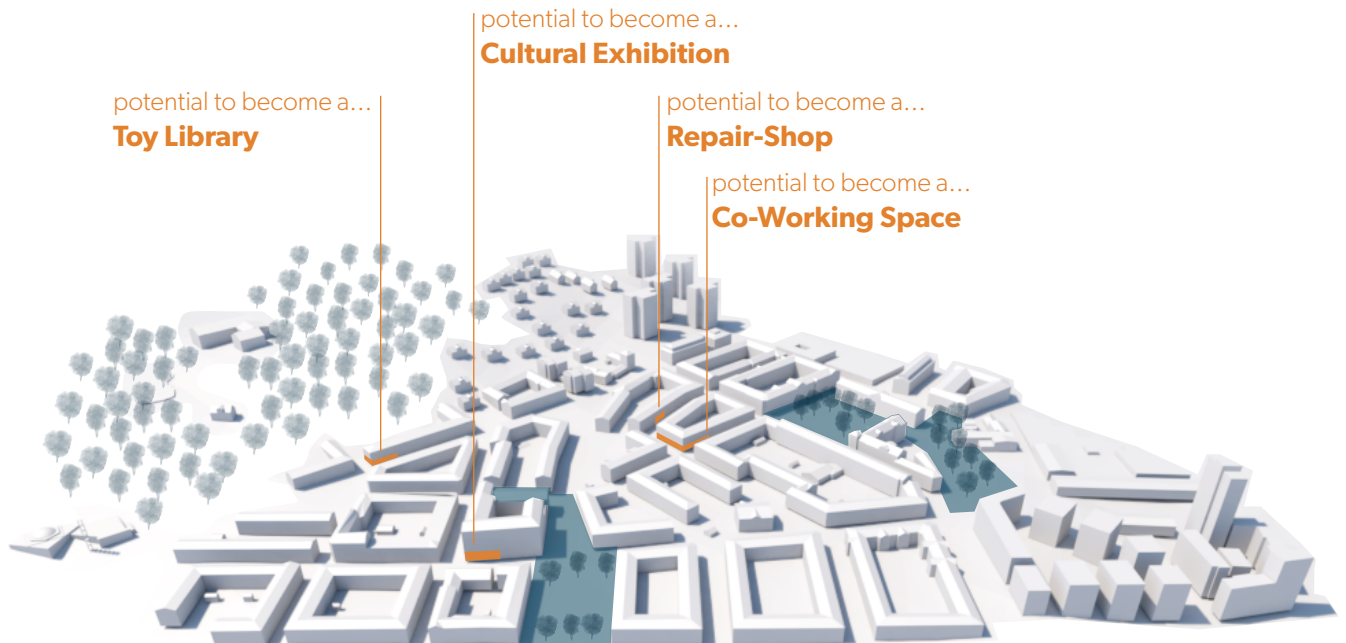 potential to become a...
Cultural Exhibition
potential to become a...
Toy Library
potential to become a...
Repair-Shop
potential to become a...
Co-Working Space